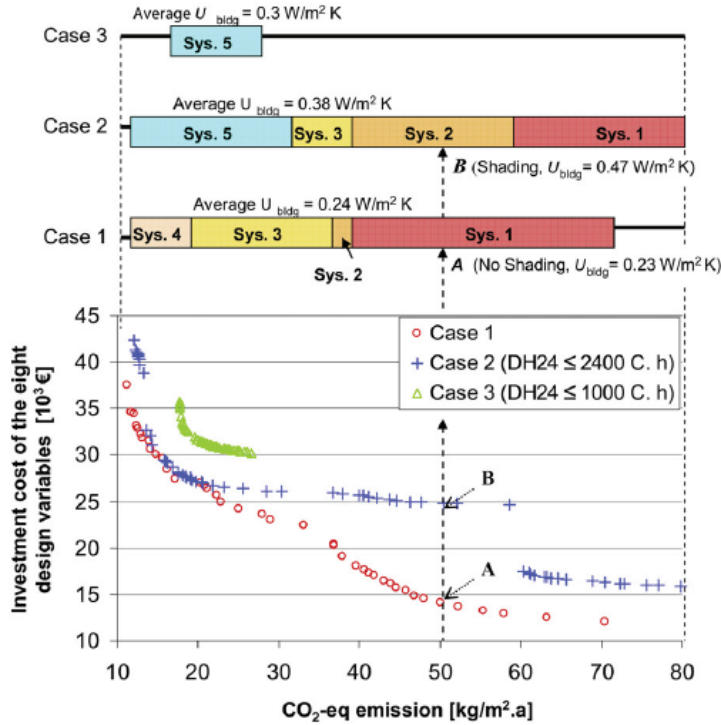 Average U bldg = 0.3 W/m² K
Case 3
Sys. 5
Average U bldg = 0.38 W/m² K
Case 2
Sys. 5 Sys. 3 Sys. 2 Sys. 1
B (Shading, Ubldg= 0.47 W/m² K)
Average U bldg = 0.24 W/m² K
Case 1
Sys. 4 Sys. 3 Sys. 1
Sys. 2
A (No Shading, Ubldg= 0.23 W/m² K)
Investment cost of the eight
design variables [10³ €]
45
40
35
30
25
20
15
10
Case 1
Case 2 (DH24 ≤ 2400 C. h)
Case 3 (DH24 ≤ 1000 C. h)
B
A
10 20 30 40 50 60 70 80
CO₂-eq emission [kg/m².a]